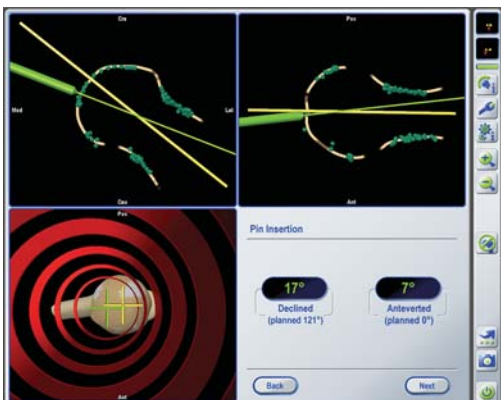 Cra
Med
Lat
Cau
Pos
Ant
Pos
Ant
Pin Insertion
17°
Declined
(planned 121°)
7°
Anteverted
(planned 0°)
Back
Next